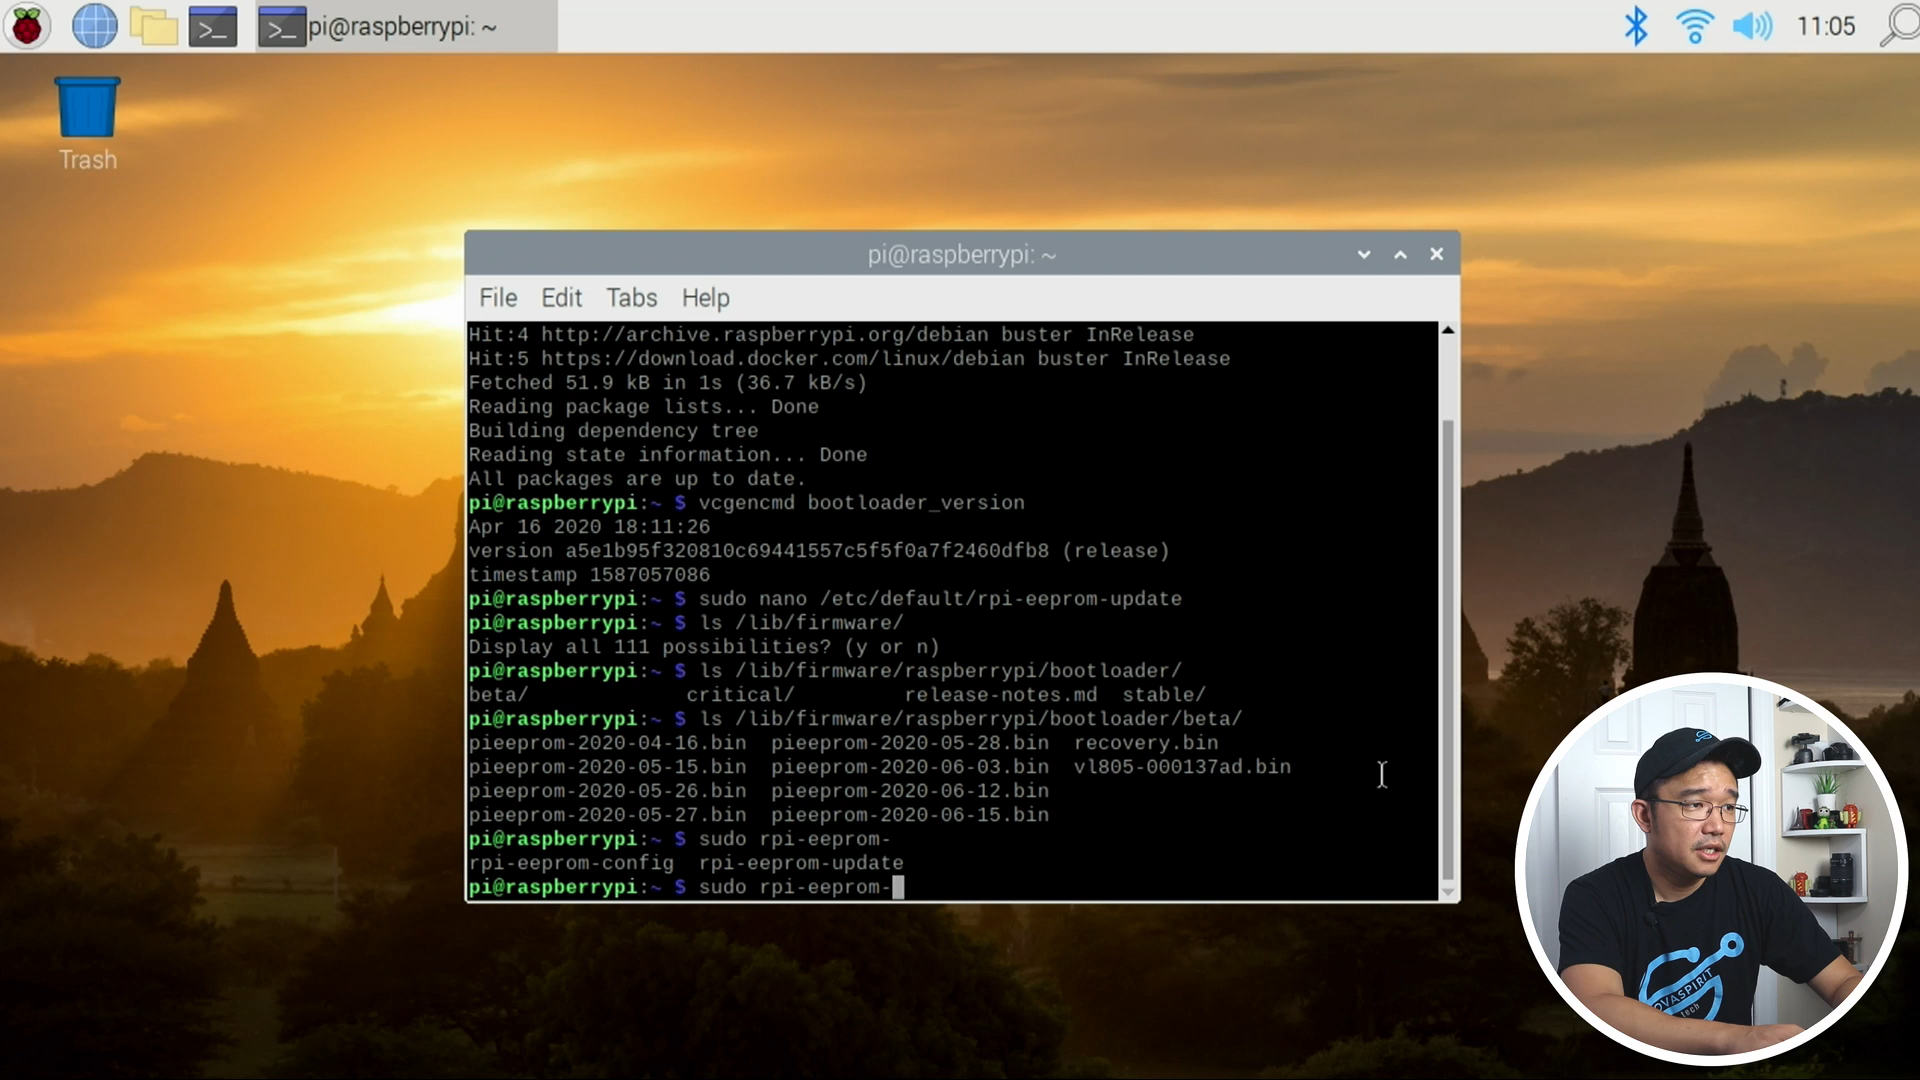 pi@raspberrypi: ~
11:05
Trash
pi@raspberrypi: ~
File Edit Tabs Help
Hit:4 http://archive.raspberrypi.org/debian buster InRelease
Hit:5 https://download.docker.com/linux/debian buster InRelease
Fetched 51.9 kB in 1s (36.7 kB/s)
Reading package lists... Done
Building dependency tree
Reading state information... Done
All packages are up to date.
pi@raspberrypi:~ $ vcgencmd bootloader_version
Apr 16 2020 18:11:26
version a5e1b95f320810c69441557c5f5f0a7f2460dfb8 (release)
timestamp 1587057086
pi@raspberrypi:~ $ sudo nano /etc/default/rpi-eeprom-update
pi@raspberrypi:~ $ ls /lib/firmware/
Display all 111 possibilities? (y or n)
pi@raspberrypi:~ $ ls /lib/firmware/raspberrypi/bootloader/
beta/ critical/ release-notes.md stable/
pi@raspberrypi:~ $ ls /lib/firmware/raspberrypi/bootloader/beta/
pieeprom-2020-04-16.bin pieeprom-2020-05-28.bin recovery.bin
pieeprom-2020-05-15.bin pieeprom-2020-06-03.bin vl805-000137ad.bin
pieeprom-2020-05-26.bin pieeprom-2020-06-12.bin
pieeprom-2020-05-27.bin pieeprom-2020-06-15.bin
pi@raspberrypi:~ $ sudo rpi-eeprom-
rpi-eeprom-config rpi-eeprom-update
pi@raspberrypi:~ $ sudo rpi-eeprom-
OVASPIRIT
tech